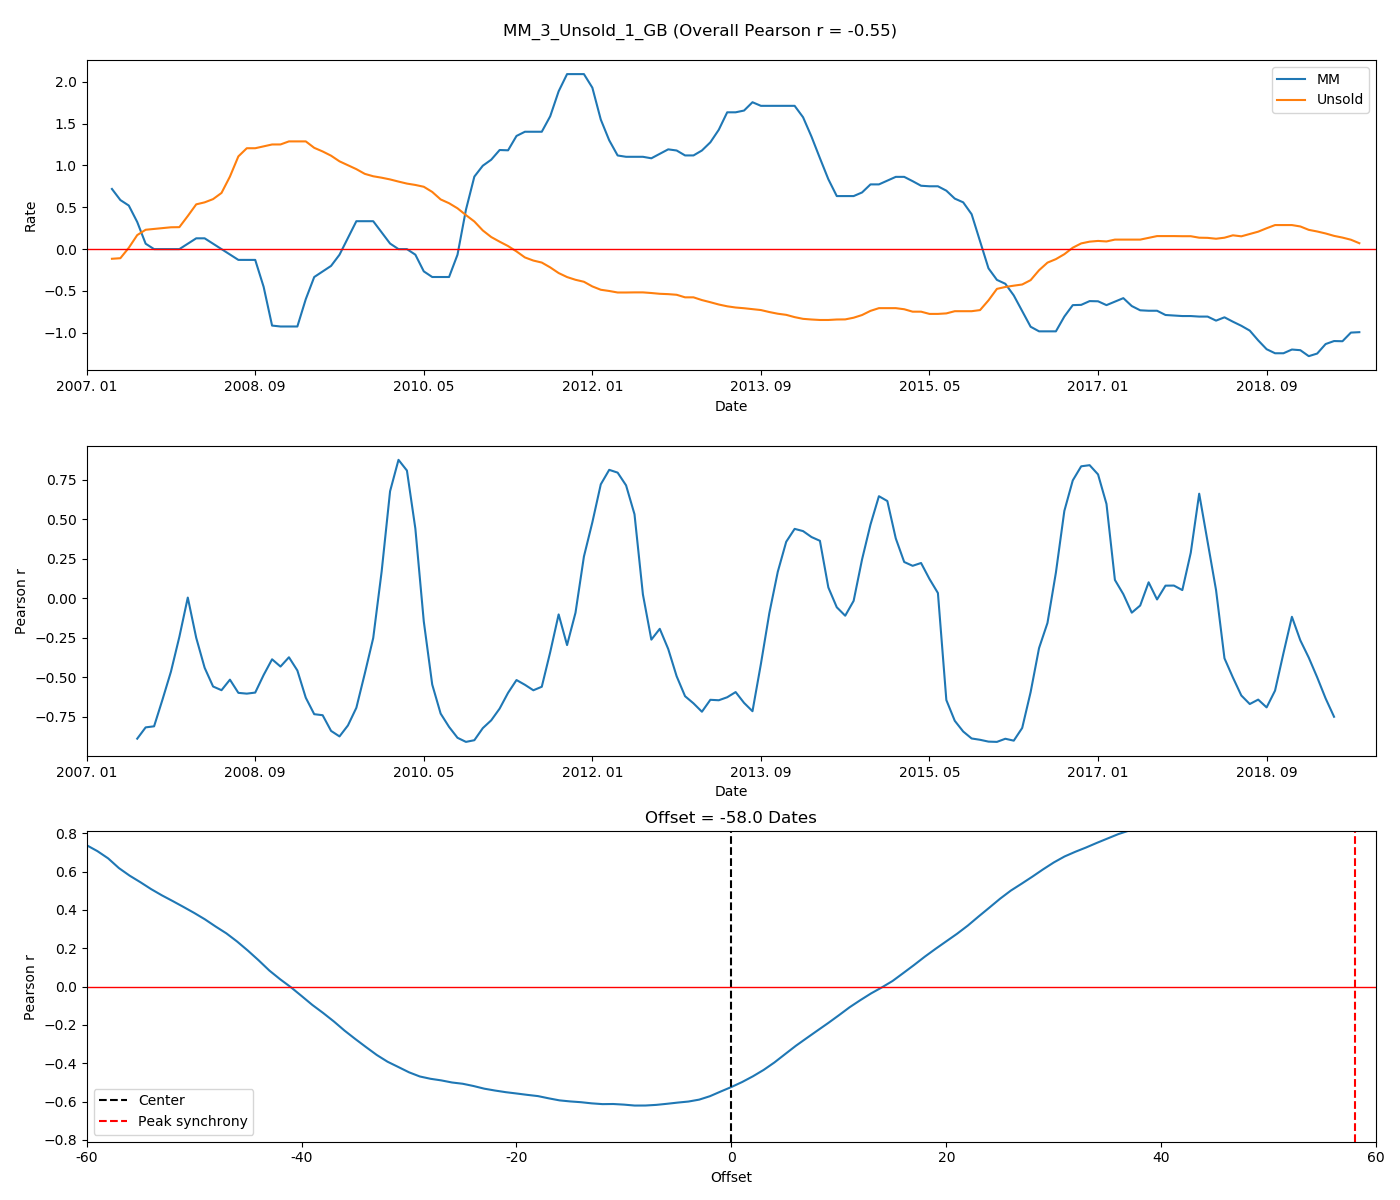 MM_3_Unsold_1_GB (Overall Pearson r = -0.55)
2.0
1.5
1.0
0.5
0.0
−0.5
−1.0
Rate
MM
Unsold
2007. 01 2008. 09 2010. 05 2012. 01 2013. 09 2015. 05 2017. 01 2018. 09
Date
0.75
0.50
0.25
0.00
−0.25
−0.50
−0.75
Pearson r
2007. 01 2008. 09 2010. 05 2012. 01 2013. 09 2015. 05 2017. 01 2018. 09
Date
Offset = -58.0 Dates
0.8
0.6
0.4
0.2
0.0
−0.2
−0.4
−0.6
−0.8
Pearson r
Center
Peak synchrony
-60 -40 -20 0 20 40 60
Offset